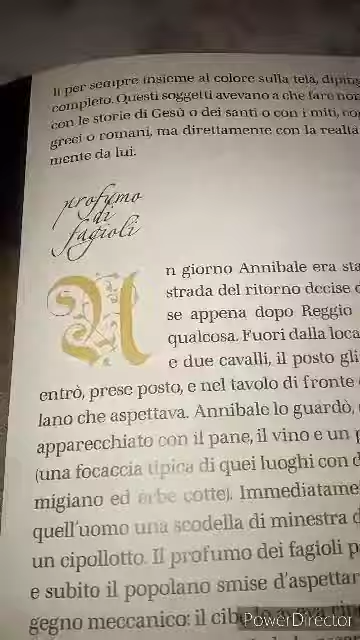 li per sempre insieme al colore sulla tela, diping
completo. Questi soggetti avevano a che fare non
con le storie di Gesù o dei santi o con i miti, 
greci o romani, ma direttamente con la realtà
mente da lui.
profumo
di
fagioli
Un giorno Annibale era sta
strada del ritorno decise d
se appena dopo Reggio
qualcosa. Fuori dalla loca
e due cavalli, il posto gli
entrò, prese posto, e nel tavolo di fronte
lano che aspettava. Annibale lo guardò,
apparecchiato con il pane, il vino e un p
(una focaccia tipica di quei luoghi con
migiano ed erbe cotte). Immediatame
quell'uomo una scodella di minestra d
un cipollotto. Il profumo dei fagioli p
e subito il popolano smise d'aspettar
gegno meccanico: il cibo
PowerDirector